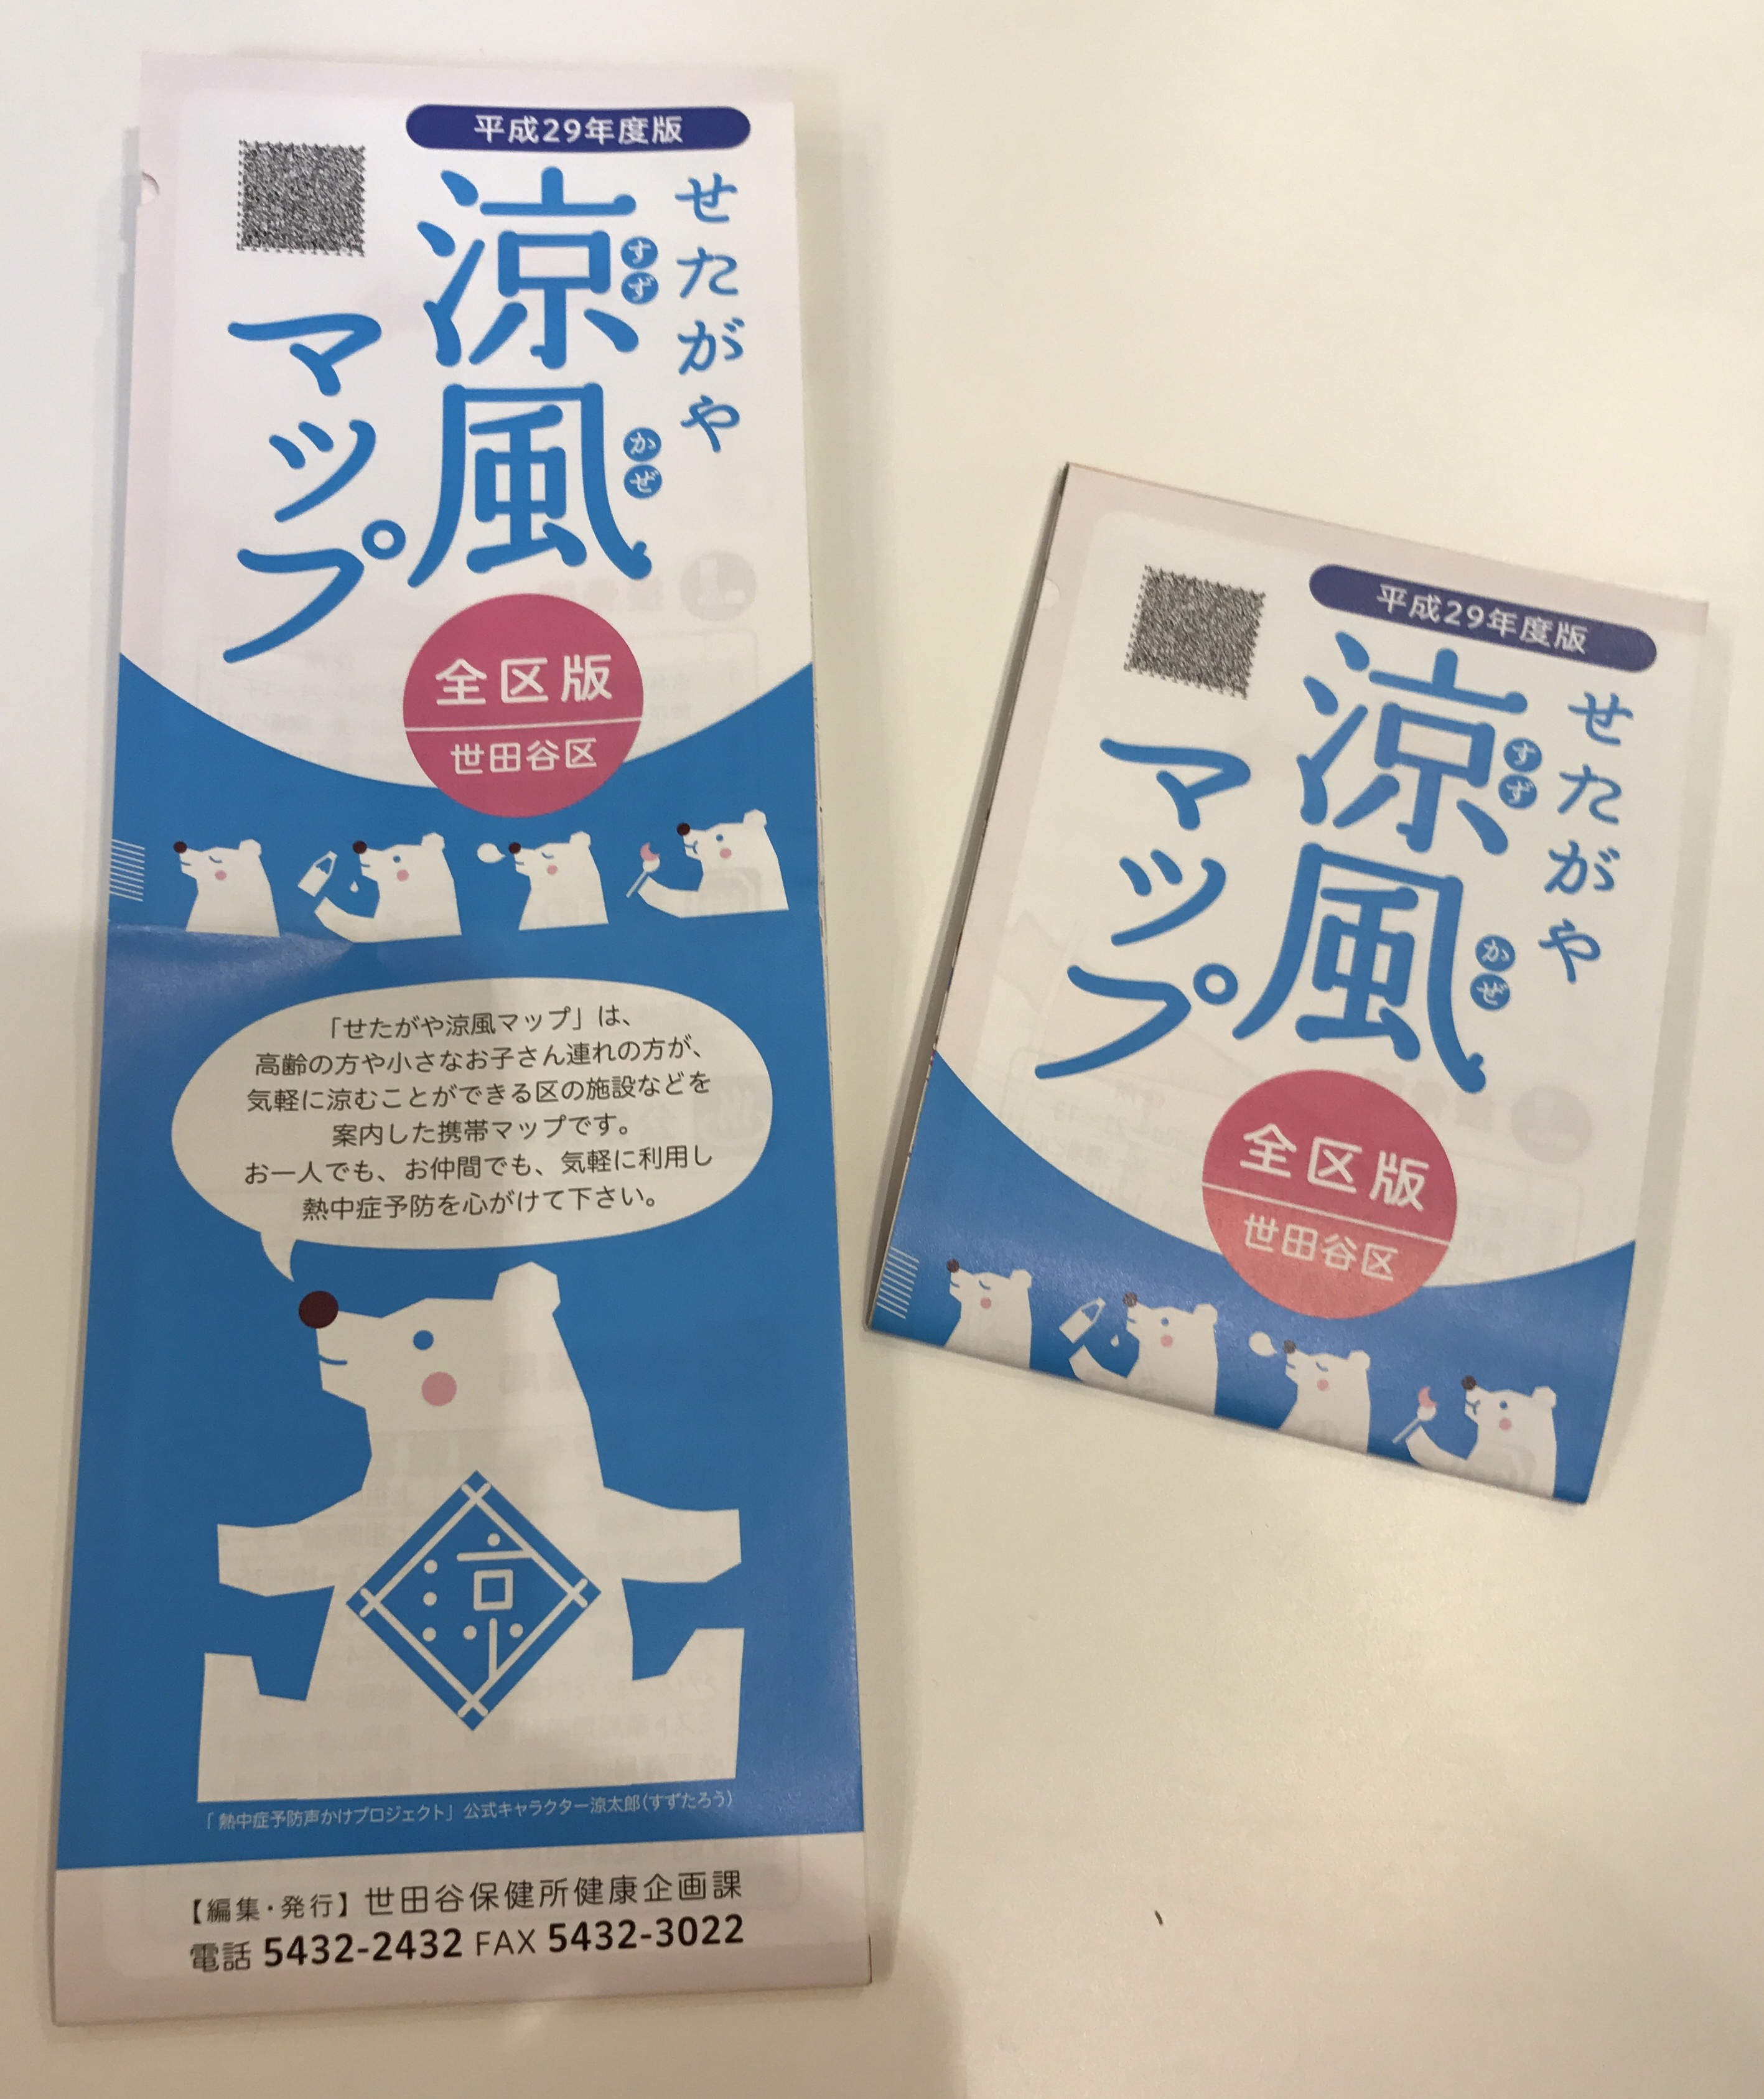 平成29年度版
せたがや
涼風
すず
かぜ
マップ
全区版
世田谷区
「せたがや涼風マップ」は、
高齢の方や小さなお子さん連れの方が、
気軽に涼むことができる区の施設などを
案内した携帯マップです。
お一人でも、お仲間でも、気軽に利用し
熱中症予防を心がけて下さい。
涼
「熱中症予防声かけプロジェクト」公式キャラクター涼太郎(すずたろう)
【編集・発行】世田谷保健所健康企画課
電話 5432-2432 FAX 5432-3022
平成29年度版
せたがや
涼風
すず
かぜ
マップ
全区版
世田谷区